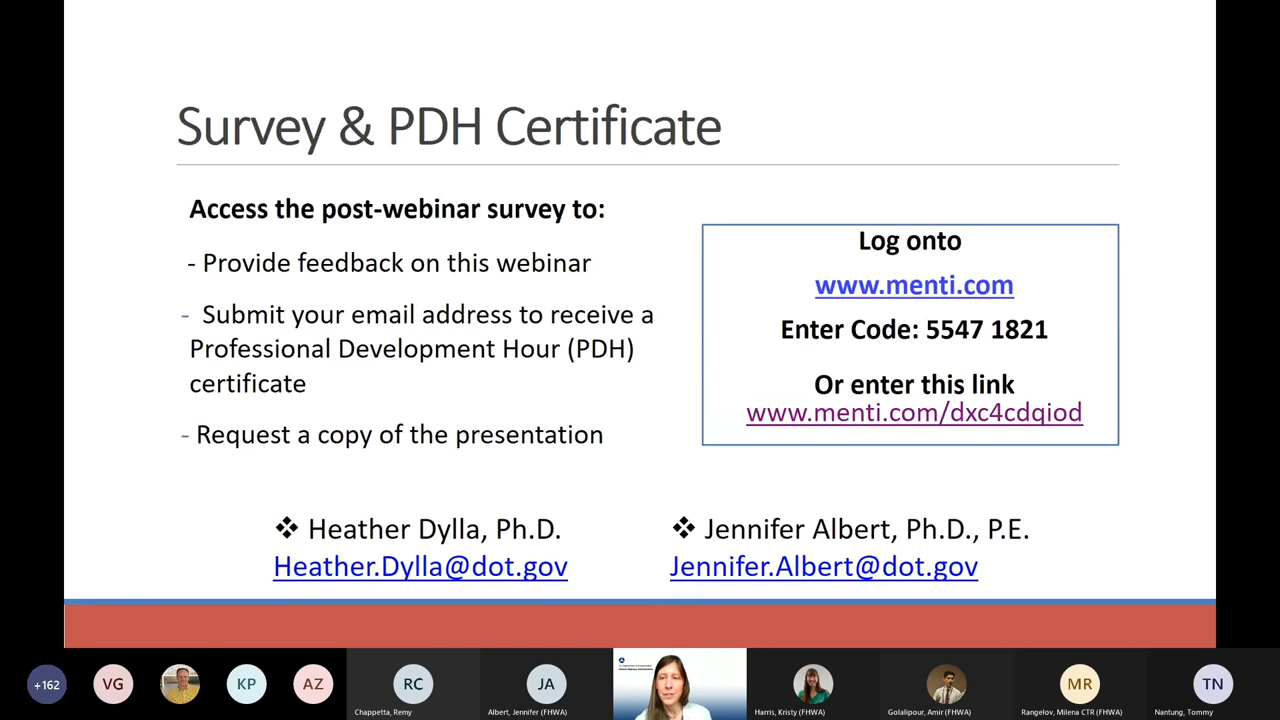 Survey & PDH Certificate
Access the post-webinar survey to:
- Provide feedback on this webinar
- Submit your email address to receive a
Professional Development Hour (PDH)
certificate
- Request a copy of the presentation
Log onto
www.menti.com
Enter Code: 5547 1821
Or enter this link
www.menti.com/dxc4cdqiod
❖ Heather Dylla, Ph.D.
Heather.Dylla@dot.gov
❖ Jennifer Albert, Ph.D., P.E.
Jennifer.Albert@dot.gov
+162
VG
KP
AZ
RC
Chappetta, Remy
JA
Albert, Jennifer (FHWA)
Harris, Kristy (FHWA)
Golalipour, Amir (FHWA)
MR
Rangelov, Milena CTR (FHWA)
TN
Nantung, Tommy